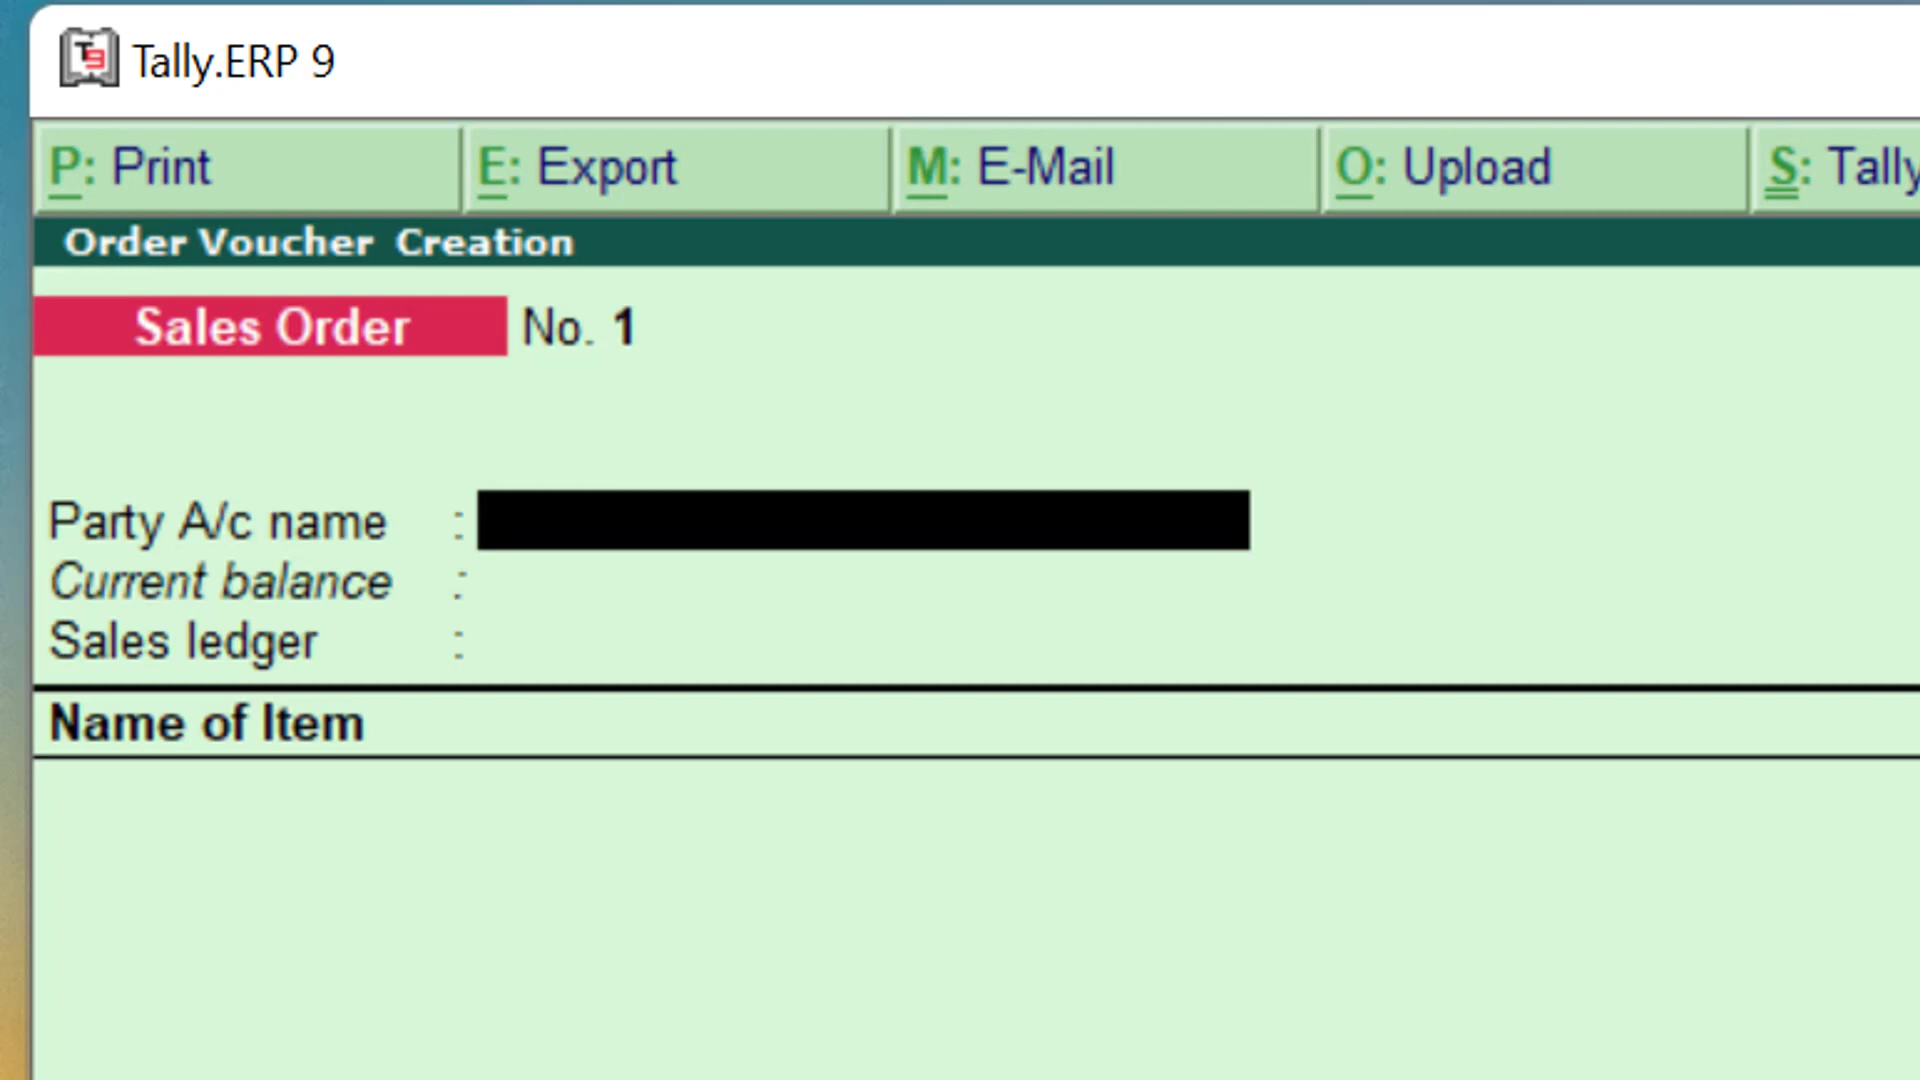 Tally.ERP 9
P: Print E: Export M: E-Mail O: Upload S: Tally
Order Voucher Creation
Sales Order No. 1
Party A/c name :
Current balance :
Sales ledger :
Name of Item